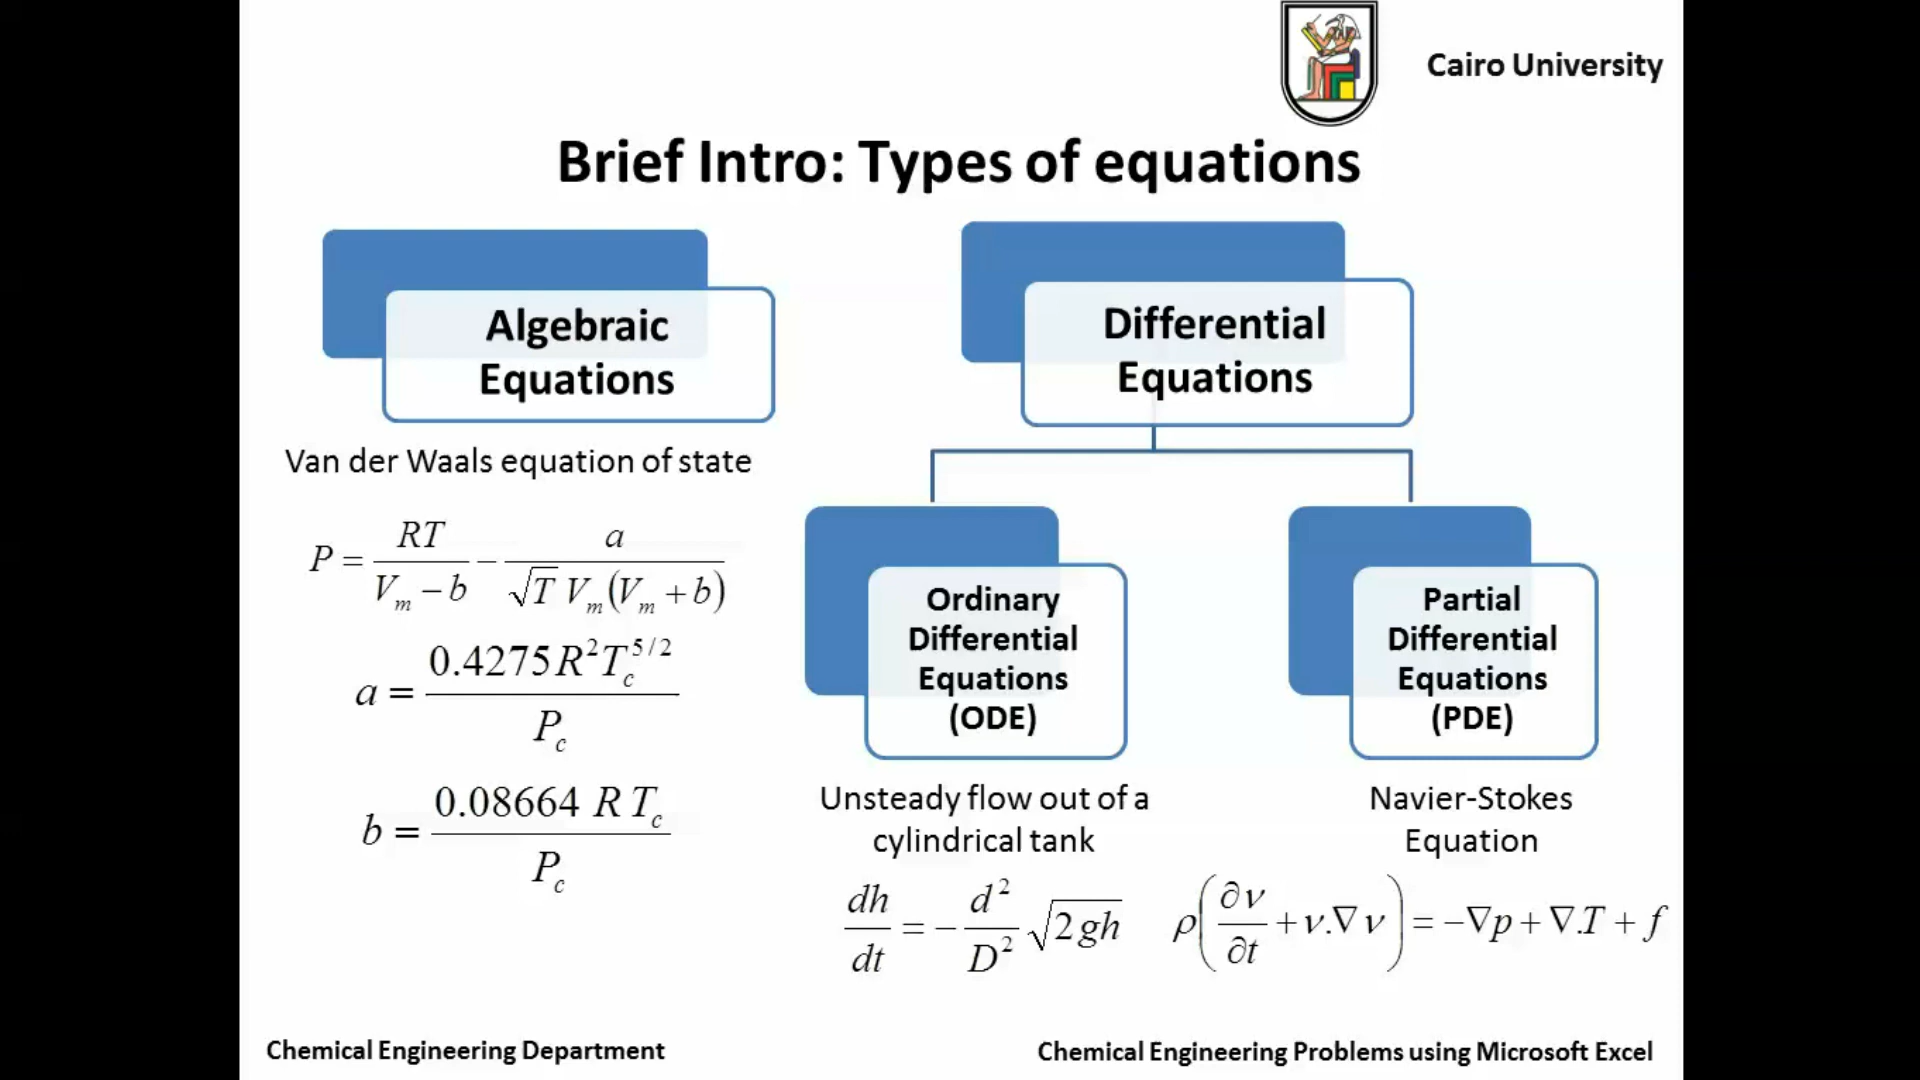 Cairo University
Brief Intro: Types of equations
Algebraic
Equations
Van der Waals equation of state
P = RT / (V_m − b) − a / (√T V_m (V_m + b))
a = 0.4275 R² T_c^{5/2} / P_c
b = 0.08664 R T_c / P_c
Differential
Equations
Ordinary
Differential
Equations
(ODE)
Unsteady flow out of a
cylindrical tank
dh/dt = − d²/D² √(2gh)
Partial
Differential
Equations
(PDE)
Navier-Stokes
Equation
ρ(∂ν/∂t + ν.∇ν) = −∇p + ∇.T + f
Chemical Engineering Department
Chemical Engineering Problems using Microsoft Excel